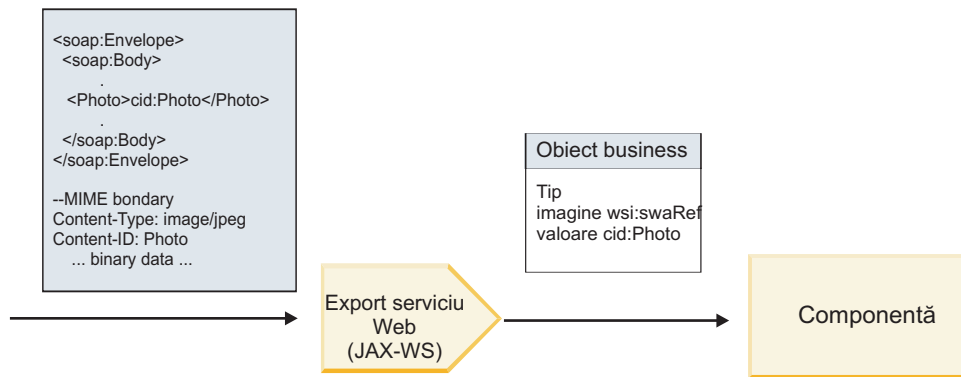 <soap:Envelope>
<soap:Body>
.
<Photo>cid:Photo</Photo>
.
</soap:Body>
</soap:Envelope>
--MIME bondary
Content-Type: image/jpeg
Content-ID: Photo
... binary data ...
Export serviciu
Web
(JAX-WS)
Obiect business
Tip
imagine wsi:swaRef
valoare cid:Photo
Componentă